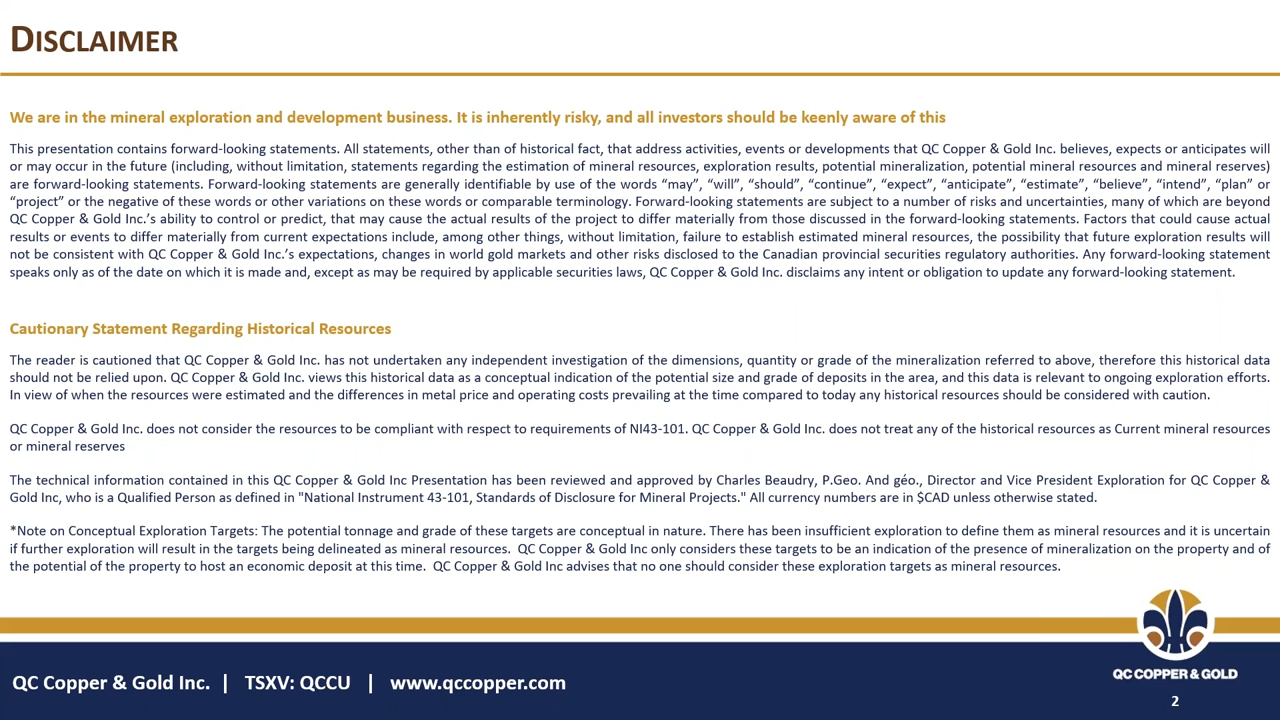 DISCLAIMER
We are in the mineral exploration and development business. It is inherently risky, and all investors should be keenly aware of this
This presentation contains forward-looking statements. All statements, other than of historical fact, that address activities, events or developments that QC Copper & Gold Inc. believes, expects or anticipates will
or may occur in the future (including, without limitation, statements regarding the estimation of mineral resources, exploration results, potential mineralization, potential mineral resources and mineral reserves)
are forward-looking statements. Forward-looking statements are generally identifiable by use of the words “may”, “will”, “should”, “continue”, “expect”, “anticipate”, “estimate”, “believe”, “intend”, “plan” or
“project” or the negative of these words or other variations on these words or comparable terminology. Forward-looking statements are subject to a number of risks and uncertainties, many of which are beyond
QC Copper & Gold Inc.’s ability to control or predict, that may cause the actual results of the project to differ materially from those discussed in the forward-looking statements. Factors that could cause actual
results or events to differ materially from current expectations include, among other things, without limitation, failure to establish estimated mineral resources, the possibility that future exploration results will
not be consistent with QC Copper & Gold Inc.’s expectations, changes in world gold markets and other risks disclosed to the Canadian provincial securities regulatory authorities. Any forward-looking statement
speaks only as of the date on which it is made and, except as may be required by applicable securities laws, QC Copper & Gold Inc. disclaims any intent or obligation to update any forward-looking statement.
Cautionary Statement Regarding Historical Resources
The reader is cautioned that QC Copper & Gold Inc. has not undertaken any independent investigation of the dimensions, quantity or grade of the mineralization referred to above, therefore this historical data
should not be relied upon. QC Copper & Gold Inc. views this historical data as a conceptual indication of the potential size and grade of deposits in the area, and this data is relevant to ongoing exploration efforts.
In view of when the resources were estimated and the differences in metal price and operating costs prevailing at the time compared to today any historical resources should be considered with caution.
QC Copper & Gold Inc. does not consider the resources to be compliant with respect to requirements of NI43-101. QC Copper & Gold Inc. does not treat any of the historical resources as Current mineral resources
or mineral reserves
The technical information contained in this QC Copper & Gold Inc Presentation has been reviewed and approved by Charles Beaudry, P.Geo. And géo., Director and Vice President Exploration for QC Copper &
Gold Inc, who is a Qualified Person as defined in "National Instrument 43-101, Standards of Disclosure for Mineral Projects." All currency numbers are in $CAD unless otherwise stated.
*Note on Conceptual Exploration Targets: The potential tonnage and grade of these targets are conceptual in nature. There has been insufficient exploration to define them as mineral resources and it is uncertain
if further exploration will result in the targets being delineated as mineral resources. QC Copper & Gold Inc only considers these targets to be an indication of the presence of mineralization on the property and of
the potential of the property to host an economic deposit at this time. QC Copper & Gold Inc advises that no one should consider these exploration targets as mineral resources.
QC Copper & Gold Inc. | TSXV: QCCU | www.qccopper.com
QC COPPER & GOLD
2